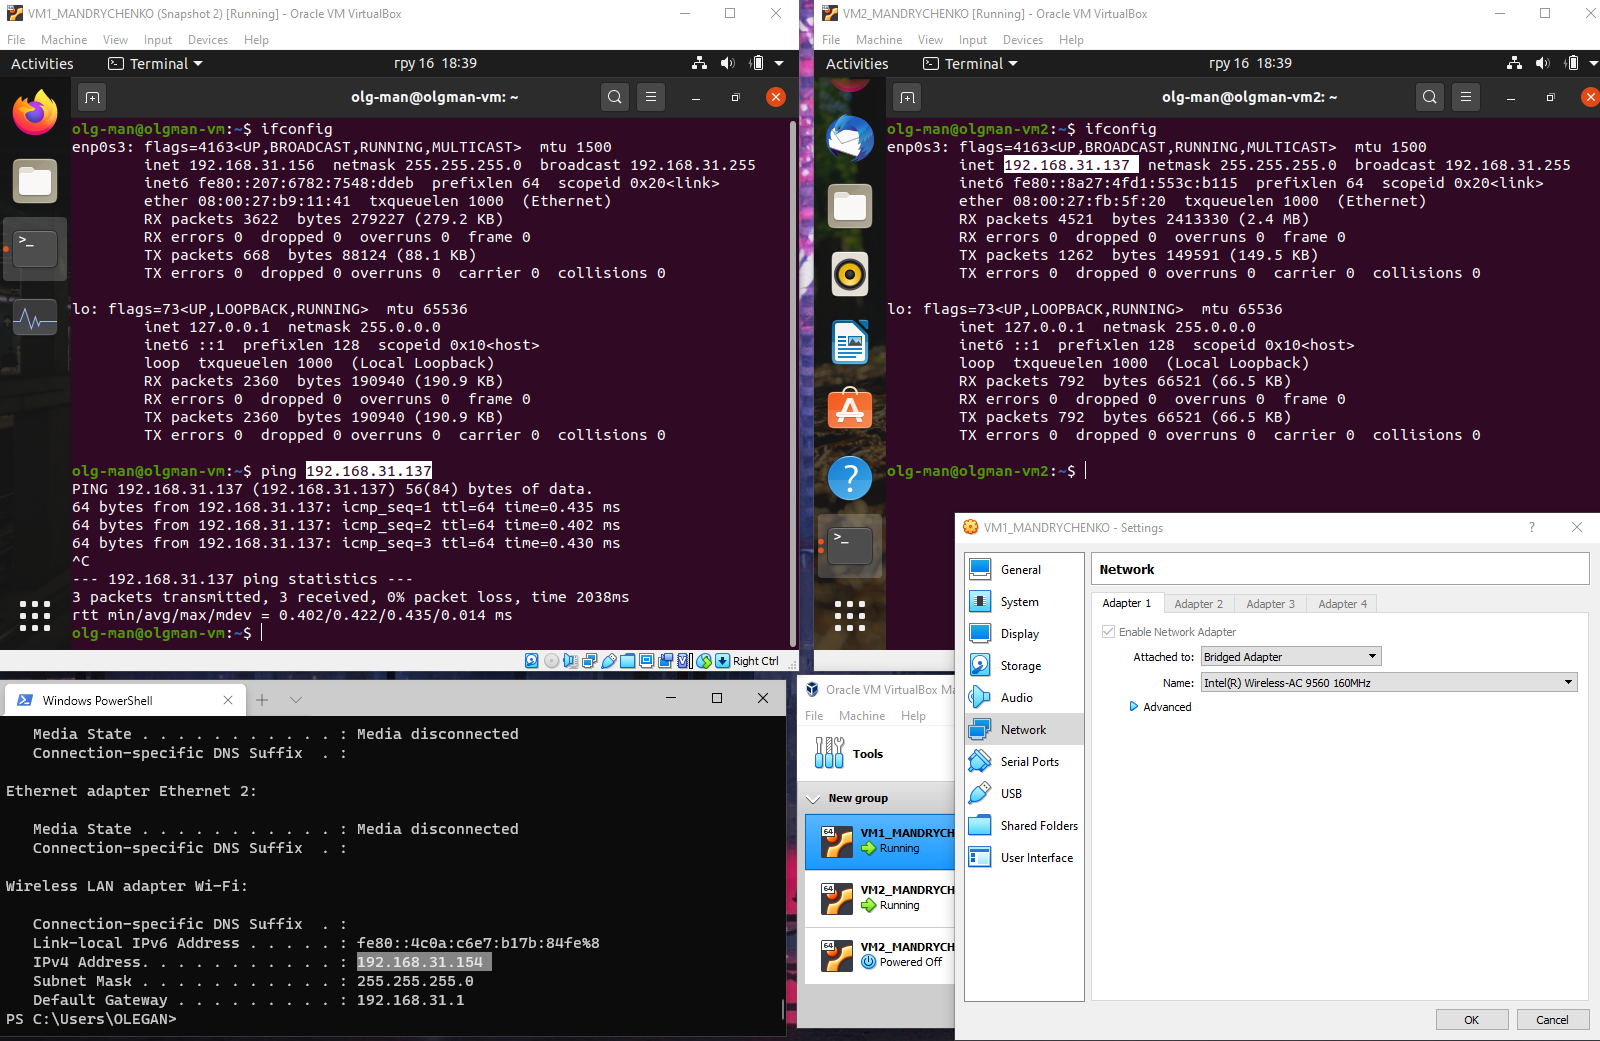 VM1_MANDRYCHENKO (Snapshot 2) [Running] - Oracle VM VirtualBox
File Machine View Input Devices Help
Activities Terminal гру 16 18:39
olg-man@olgman-vm: ~
olg-man@olgman-vm:~$ ifconfig
enp0s3: flags=4163<UP,BROADCAST,RUNNING,MULTICAST>  mtu 1500
        inet 192.168.31.156  netmask 255.255.255.0  broadcast 192.168.31.255
        inet6 fe80::207:6782:7548:ddeb  prefixlen 64  scopeid 0x20<link>
        ether 08:00:27:b9:11:41  txqueuelen 1000  (Ethernet)
        RX packets 3622  bytes 279227 (279.2 KB)
        RX errors 0  dropped 0  overruns 0  frame 0
        TX packets 668  bytes 88124 (88.1 KB)
        TX errors 0  dropped 0 overruns 0  carrier 0  collisions 0
lo: flags=73<UP,LOOPBACK,RUNNING>  mtu 65536
        inet 127.0.0.1  netmask 255.0.0.0
        inet6 ::1  prefixlen 128  scopeid 0x10<host>
        loop  txqueuelen 1000  (Local Loopback)
        RX packets 2360  bytes 190940 (190.9 KB)
        RX errors 0  dropped 0  overruns 0  frame 0
        TX packets 2360  bytes 190940 (190.9 KB)
        TX errors 0  dropped 0 overruns 0  carrier 0  collisions 0
olg-man@olgman-vm:~$ ping 192.168.31.137
PING 192.168.31.137 (192.168.31.137) 56(84) bytes of data.
64 bytes from 192.168.31.137: icmp_seq=1 ttl=64 time=0.435 ms
64 bytes from 192.168.31.137: icmp_seq=2 ttl=64 time=0.402 ms
64 bytes from 192.168.31.137: icmp_seq=3 ttl=64 time=0.430 ms
^C
--- 192.168.31.137 ping statistics ---
3 packets transmitted, 3 received, 0% packet loss, time 2038ms
rtt min/avg/max/mdev = 0.402/0.422/0.435/0.014 ms
olg-man@olgman-vm:~$
Right Ctrl
VM2_MANDRYCHENKO [Running] - Oracle VM VirtualBox
File Machine View Input Devices Help
Activities Terminal гру 16 18:39
olg-man@olgman-vm2: ~
olg-man@olgman-vm2:~$ ifconfig
enp0s3: flags=4163<UP,BROADCAST,RUNNING,MULTICAST>  mtu 1500
        inet 192.168.31.137  netmask 255.255.255.0  broadcast 192.168.31.255
        inet6 fe80::8a27:4fd1:553c:b115  prefixlen 64  scopeid 0x20<link>
        ether 08:00:27:fb:5f:20  txqueuelen 1000  (Ethernet)
        RX packets 4521  bytes 2413330 (2.4 MB)
        RX errors 0  dropped 0  overruns 0  frame 0
        TX packets 1262  bytes 149591 (149.5 KB)
        TX errors 0  dropped 0 overruns 0  carrier 0  collisions 0
lo: flags=73<UP,LOOPBACK,RUNNING>  mtu 65536
        inet 127.0.0.1  netmask 255.0.0.0
        inet6 ::1  prefixlen 128  scopeid 0x10<host>
        loop  txqueuelen 1000  (Local Loopback)
        RX packets 792  bytes 66521 (66.5 KB)
        RX errors 0  dropped 0  overruns 0  frame 0
        TX packets 792  bytes 66521 (66.5 KB)
        TX errors 0  dropped 0 overruns 0  carrier 0  collisions 0
olg-man@olgman-vm2:~$
Windows PowerShell
Media State . . . . . . . . . . . : Media disconnected
Connection-specific DNS Suffix  . :
Ethernet adapter Ethernet 2:
Media State . . . . . . . . . . . : Media disconnected
Connection-specific DNS Suffix  . :
Wireless LAN adapter Wi-Fi:
Connection-specific DNS Suffix  . :
Link-local IPv6 Address . . . . . : fe80::4c0a:c6e7:b17b:84fe%8
IPv4 Address. . . . . . . . . . . : 192.168.31.154
Subnet Mask . . . . . . . . . . . : 255.255.255.0
Default Gateway . . . . . . . . . : 192.168.31.1
PS C:\Users\OLEGAN>
Oracle VM VirtualBox Ma
File Machine Help
Tools
New group
64 VM1_MANDRYCH
Running
64 VM2_MANDRYCH
Running
64 VM2_MANDRYCH
Powered Off
VM1_MANDRYCHENKO - Settings
General
System
Display
Storage
Audio
Network
Serial Ports
USB
Shared Folders
User Interface
Network
Adapter 1 Adapter 2 Adapter 3 Adapter 4
Enable Network Adapter
Attached to: Bridged Adapter
Name: Intel(R) Wireless-AC 9560 160MHz
Advanced
OK Cancel